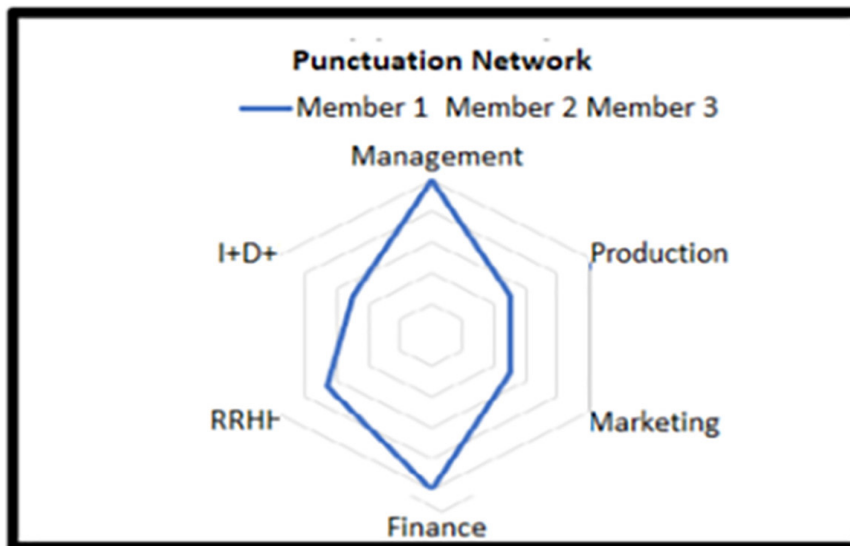 Punctuation Network
Member 1 Member 2 Member 3
Management
I+D+
Production
RRHH
Marketing
Finance